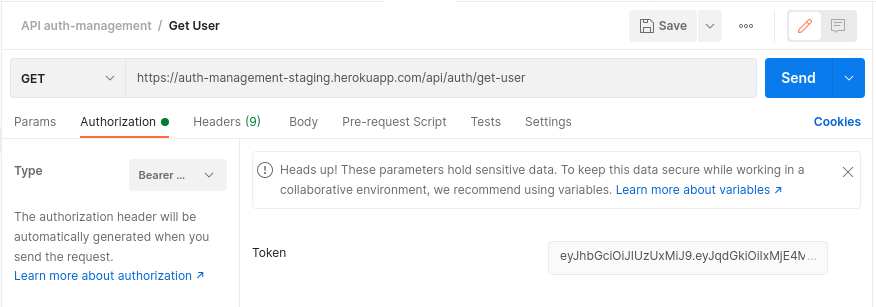 API auth-management / Get User
Save
GET https://auth-management-staging.herokuapp.com/api/auth/get-user Send
Params Authorization Headers (9) Body Pre-request Script Tests Settings Cookies
Type Bearer ...
The authorization header will be
automatically generated when you
send the request.
Learn more about authorization ↗
Heads up! These parameters hold sensitive data. To keep this data secure while working in a
collaborative environment, we recommend using variables. Learn more about variables ↗
Token eyJhbGciOiJIUzUxMiJ9.eyJqdGkiOiIxMjE4M...